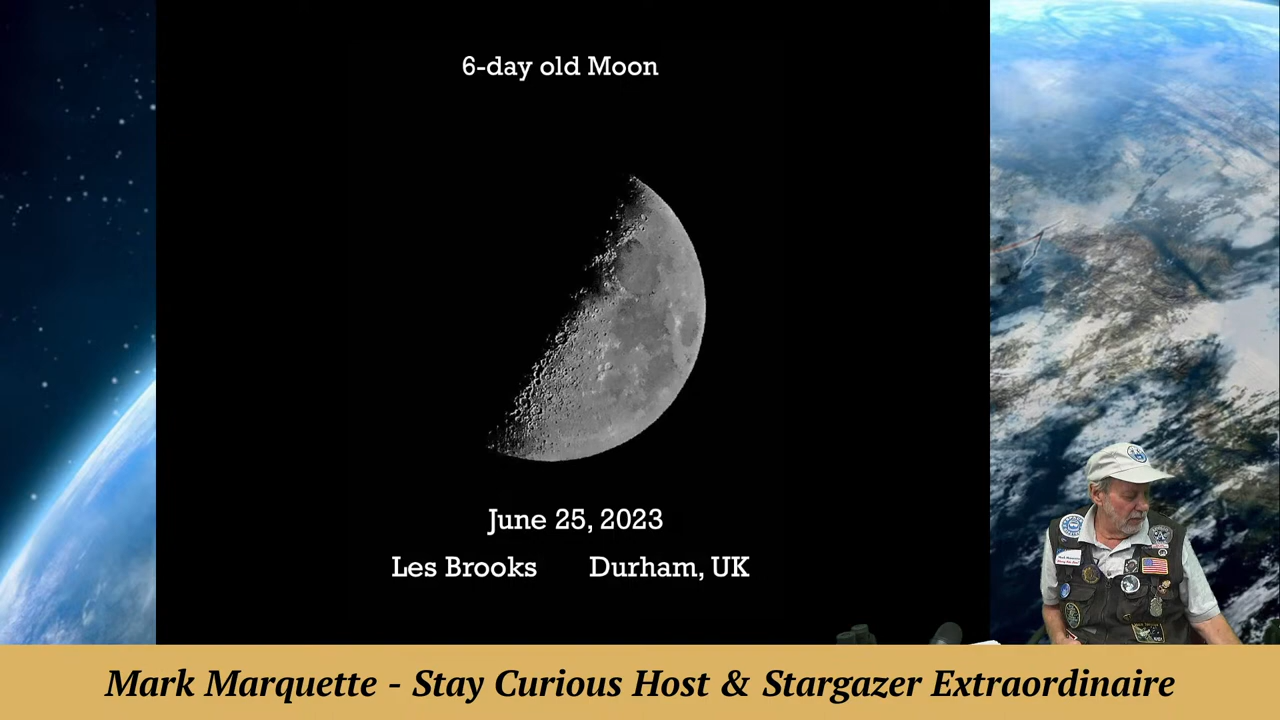 6-day old Moon
June 25, 2023
Les Brooks Durham, UK
Mark Marquette - Stay Curious Host & Stargazer Extraordinaire